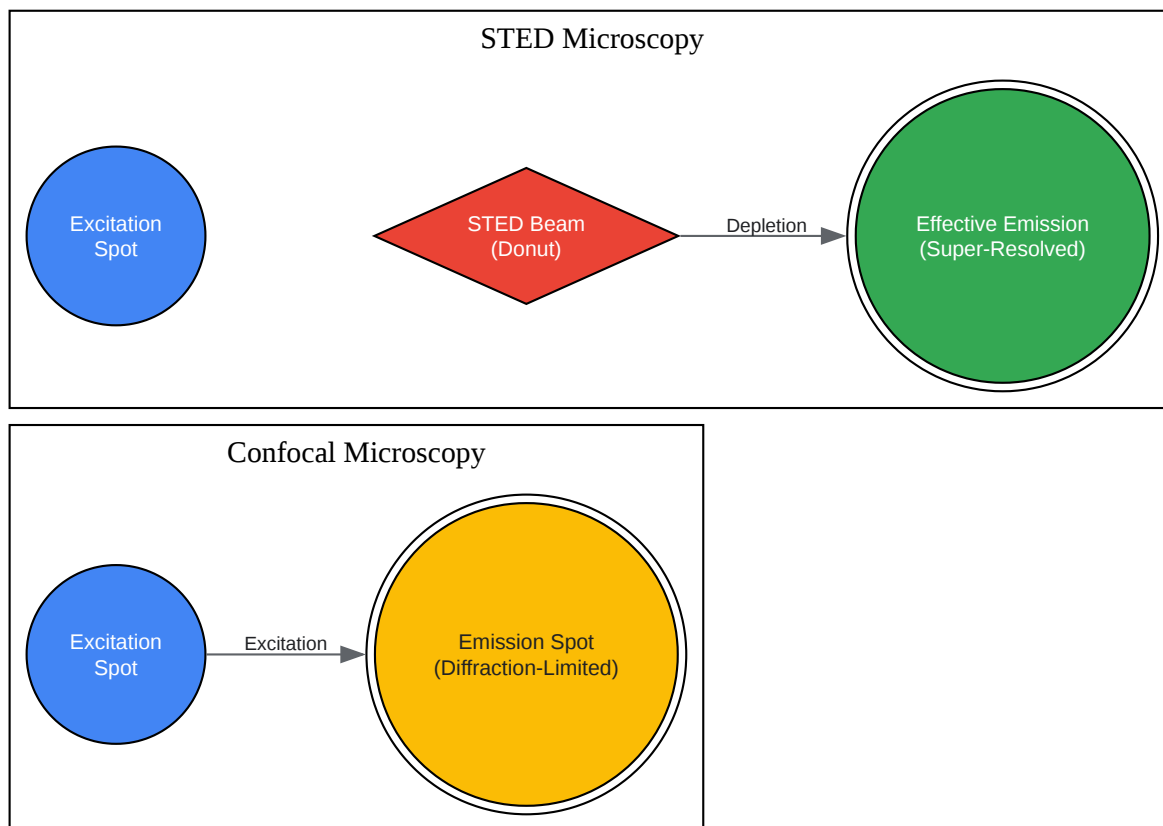 STED Microscopy
Excitation
Spot
STED Beam
(Donut)
Depletion
Effective Emission
(Super-Resolved)
Confocal Microscopy
Excitation
Spot
Excitation
Emission Spot
(Diffraction-Limited)